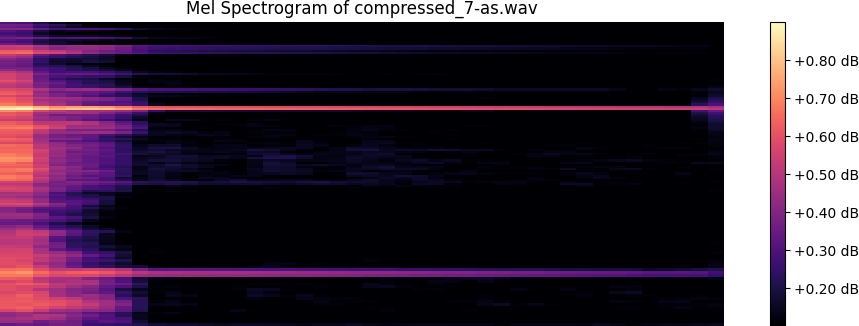 Mel Spectrogram of compressed_7-as.wav
+0.80 dB
+0.70 dB
+0.60 dB
+0.50 dB
+0.40 dB
+0.30 dB
+0.20 dB